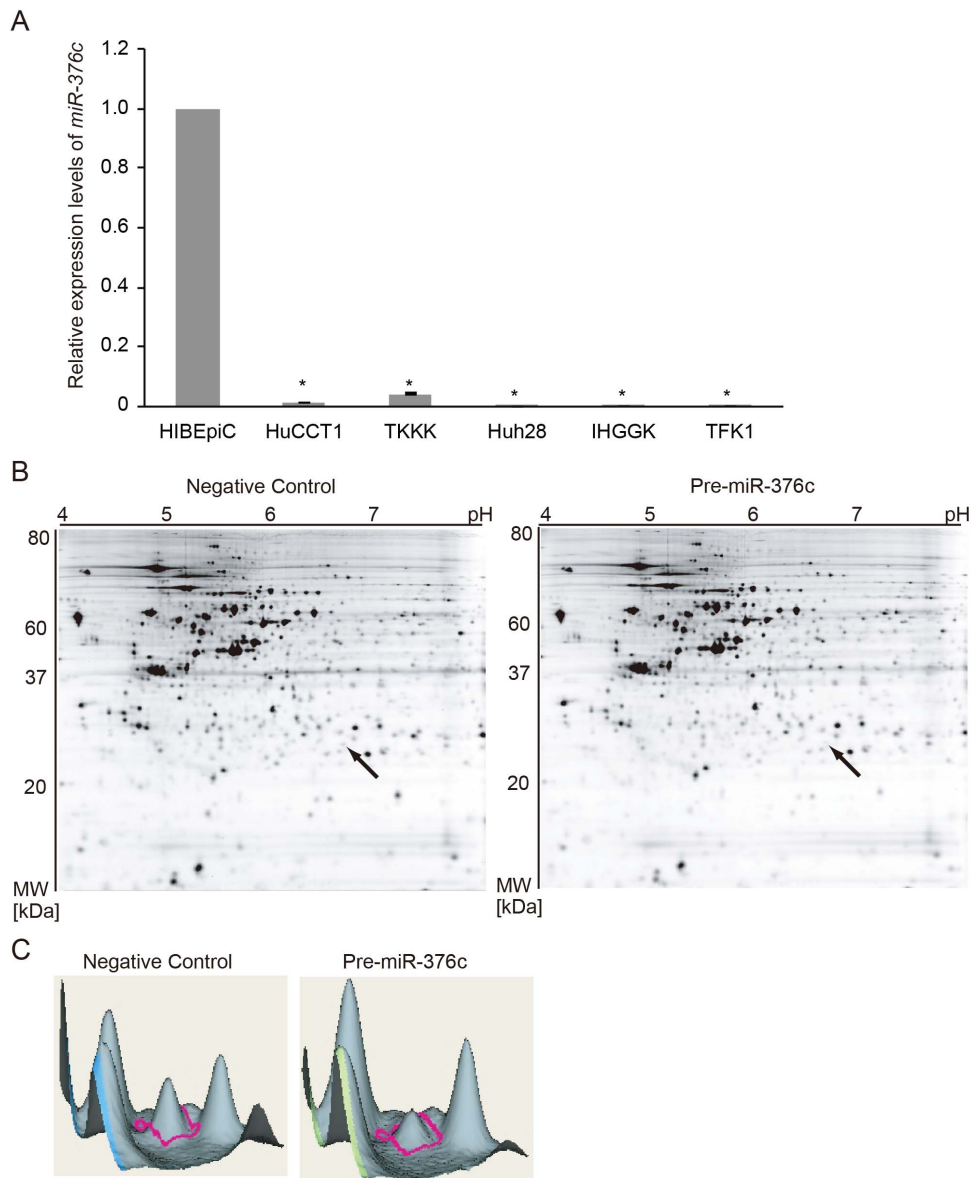 A
Relative expression levels of miR-376c
1.2
1.0
0.8
0.6
0.4
0.2
0
* * * * *
HIBEpiC HuCCT1 TKKK Huh28 IHGGK TFK1
B
Negative Control
4 5 6 7 pH
80
60
37
20
MW
[kDa]
Pre-miR-376c
4 5 6 7 pH
80
60
37
20
MW
[kDa]
C
Negative Control
Pre-miR-376c